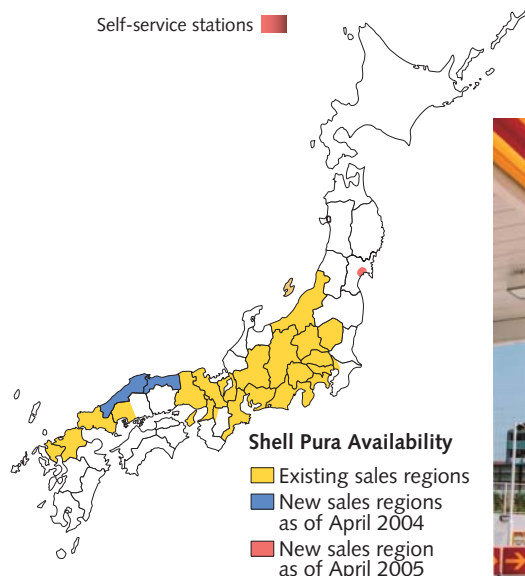 Self-service stations
Shell Pura Availability
Existing sales regions
New sales regions
as of April 2004
New sales region
as of April 2005